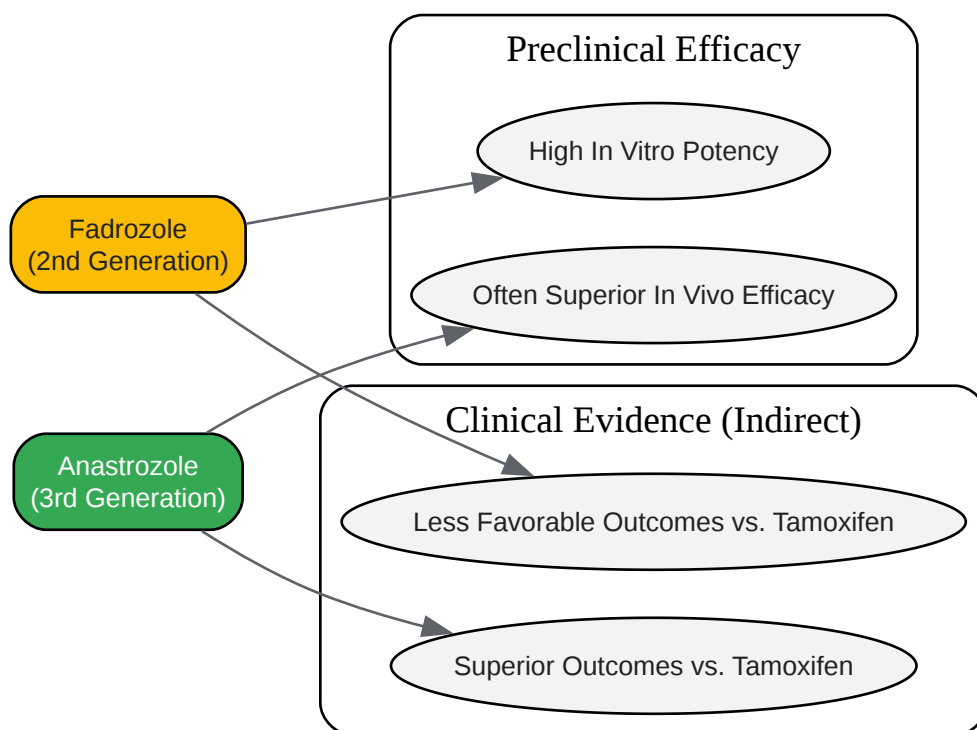 Preclinical Efficacy
High In Vitro Potency
Often Superior In Vivo Efficacy
Fadrozole
(2nd Generation)
Anastrozole
(3rd Generation)
Clinical Evidence (Indirect)
Less Favorable Outcomes vs. Tamoxifen
Superior Outcomes vs. Tamoxifen